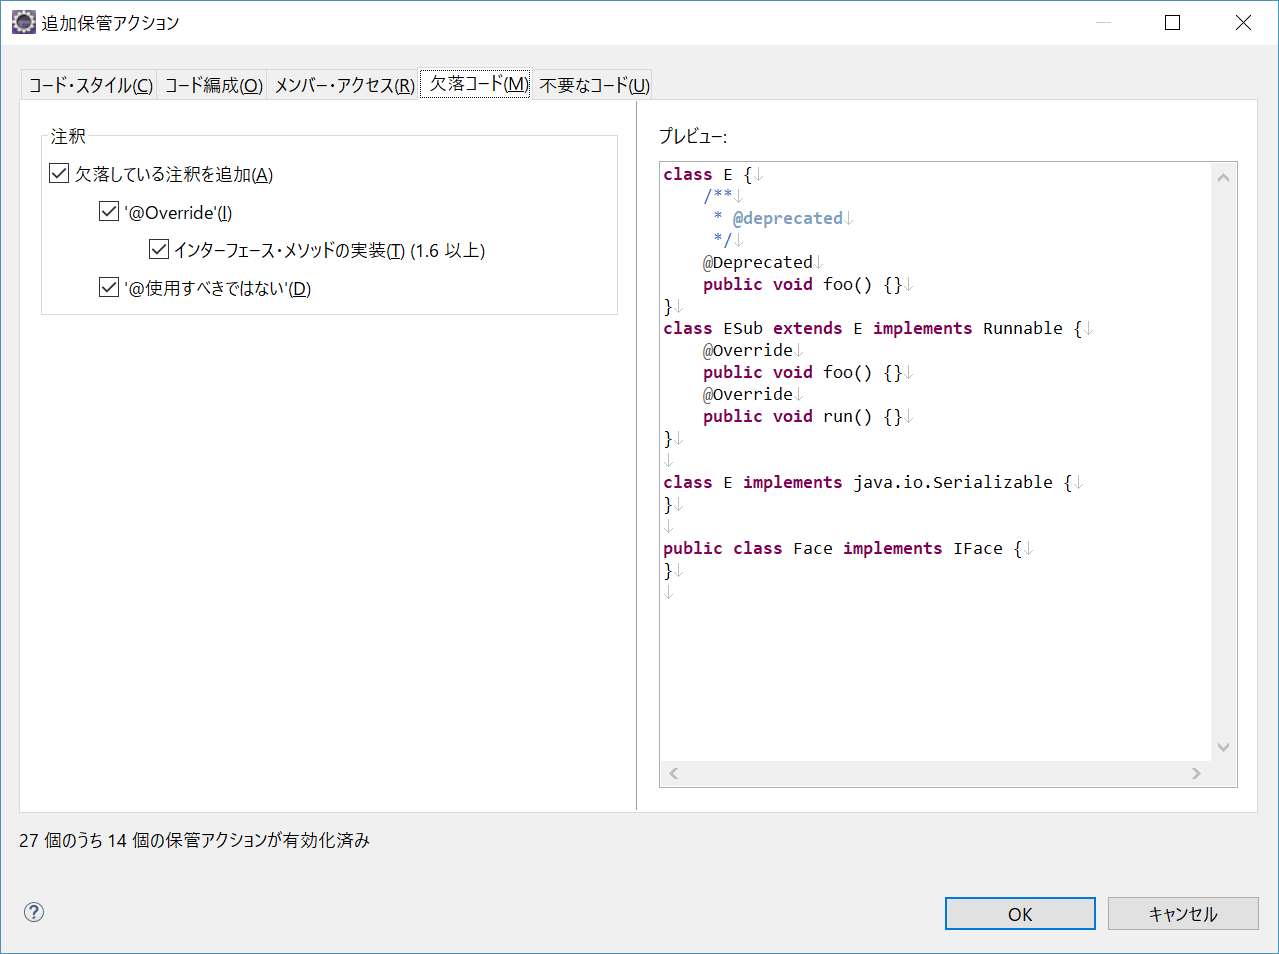 追加保管アクション
コード・スタイル(C) コード編成(O) メンバー・アクセス(R) 欠落コード(M) 不要なコード(U)
注釈
欠落している注釈を追加(A)
'@Override'(I)
インターフェース・メソッドの実装(T) (1.6 以上)
'@使用すべきではない'(D)
プレビュー:
class E {↓
    /**↓
     * @deprecated↓
     */↓
    @Deprecated↓
    public void foo() {}↓
}↓
class ESub extends E implements Runnable {↓
    @Override↓
    public void foo() {}↓
    @Override↓
    public void run() {}↓
}↓
↓
class E implements java.io.Serializable {↓
}↓
↓
public class Face implements IFace {↓
}↓
↓
27 個のうち 14 個の保管アクションが有効化済み
?
OK キャンセル